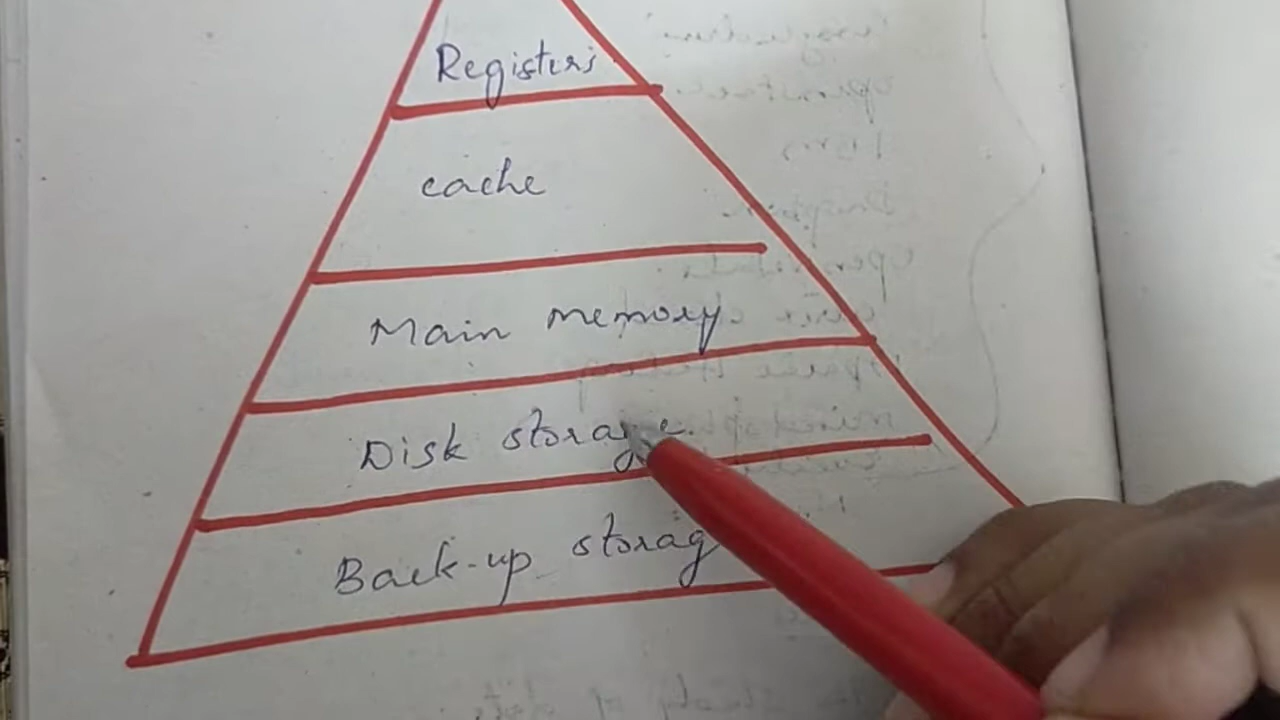 Registers
cache
Main memory
Disk storage
Back-up storag